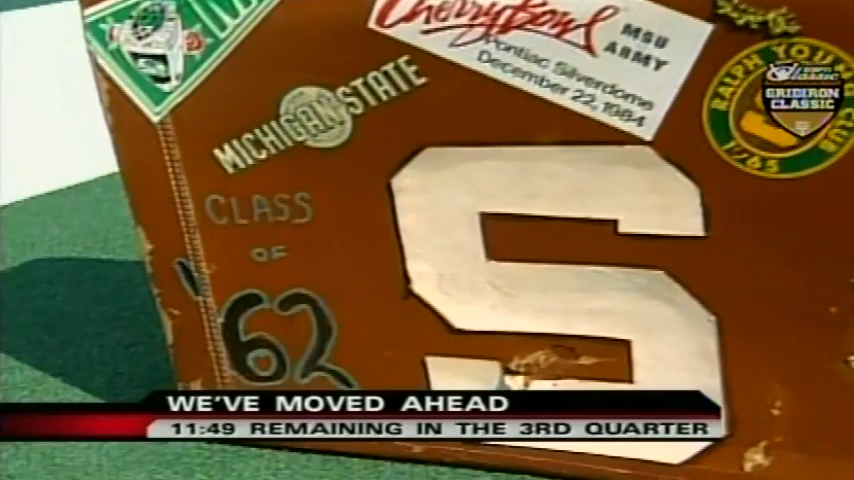 Cherry Bowl
MSU
ARMY
Pontiac Silverdome
December 22, 1984
MICHIGAN STATE
CLASS
OF
'62
S
RALPH YOUNG CLUB
1965
Classic
GRIDIRON
CLASSIC
WE'VE MOVED AHEAD
11:49 REMAINING IN THE 3RD QUARTER